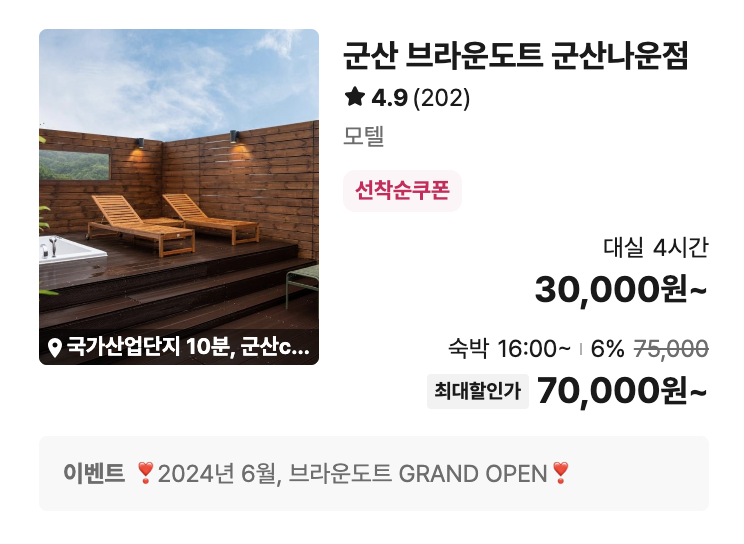 군산 브라운도트 군산나운점
★ 4.9 (202)
모텔
선착순쿠폰
국가산업단지 10분, 군산c...
대실 4시간
30,000원~
숙박 16:00~ | 6% 75,000
최대할인가 70,000원~
이벤트 ❣️2024년 6월, 브라운도트 GRAND OPEN❣️